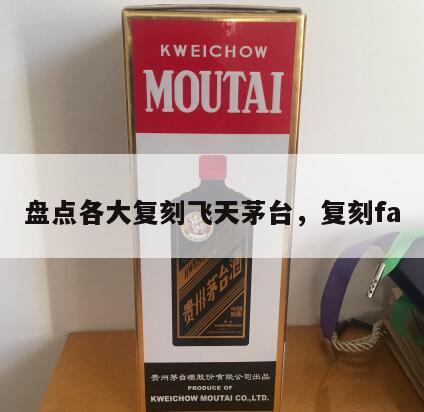 KWEICHOW
MOUTAI
盘点各大复刻飞天茅台，复刻fa
贵州茅台酒
贵州茅台酒股份有限公司出品
PRODUCE OF
KWEICHOW MOUTAI CO.,LTD.